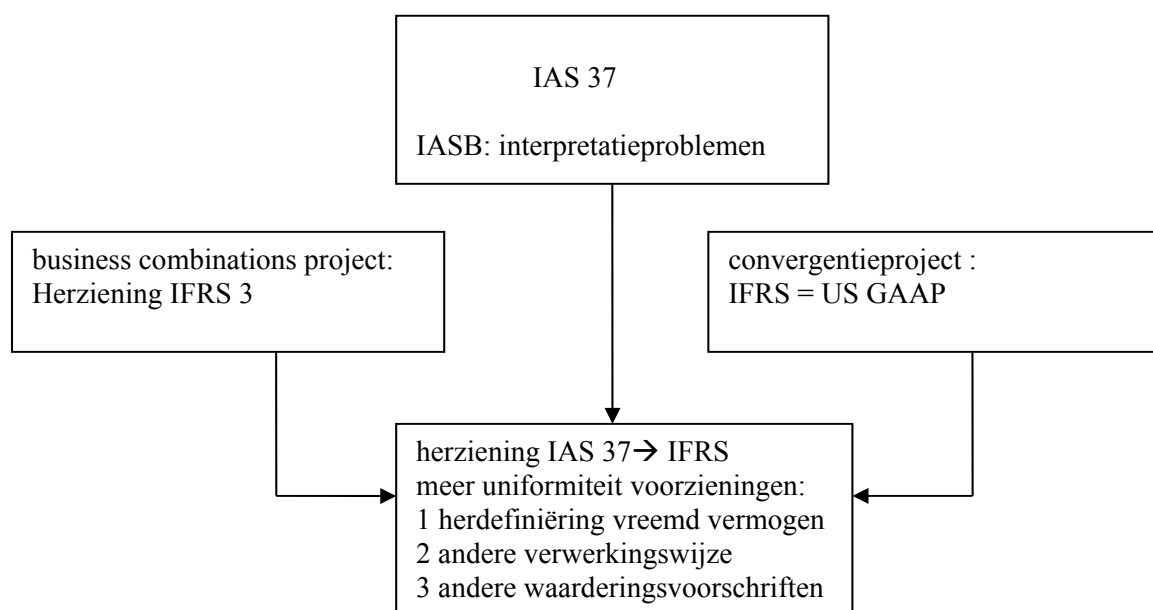 IAS 37
IASB: interpretatieproblemen
business combinations project:
Herziening IFRS 3
convergentieproject :
IFRS = US GAAP
herziening IAS 37→ IFRS
meer uniformiteit voorzieningen:
1 herdefiniëring vreemd vermogen
2 andere verwerkingswijze
3 andere waarderingsvoorschriften